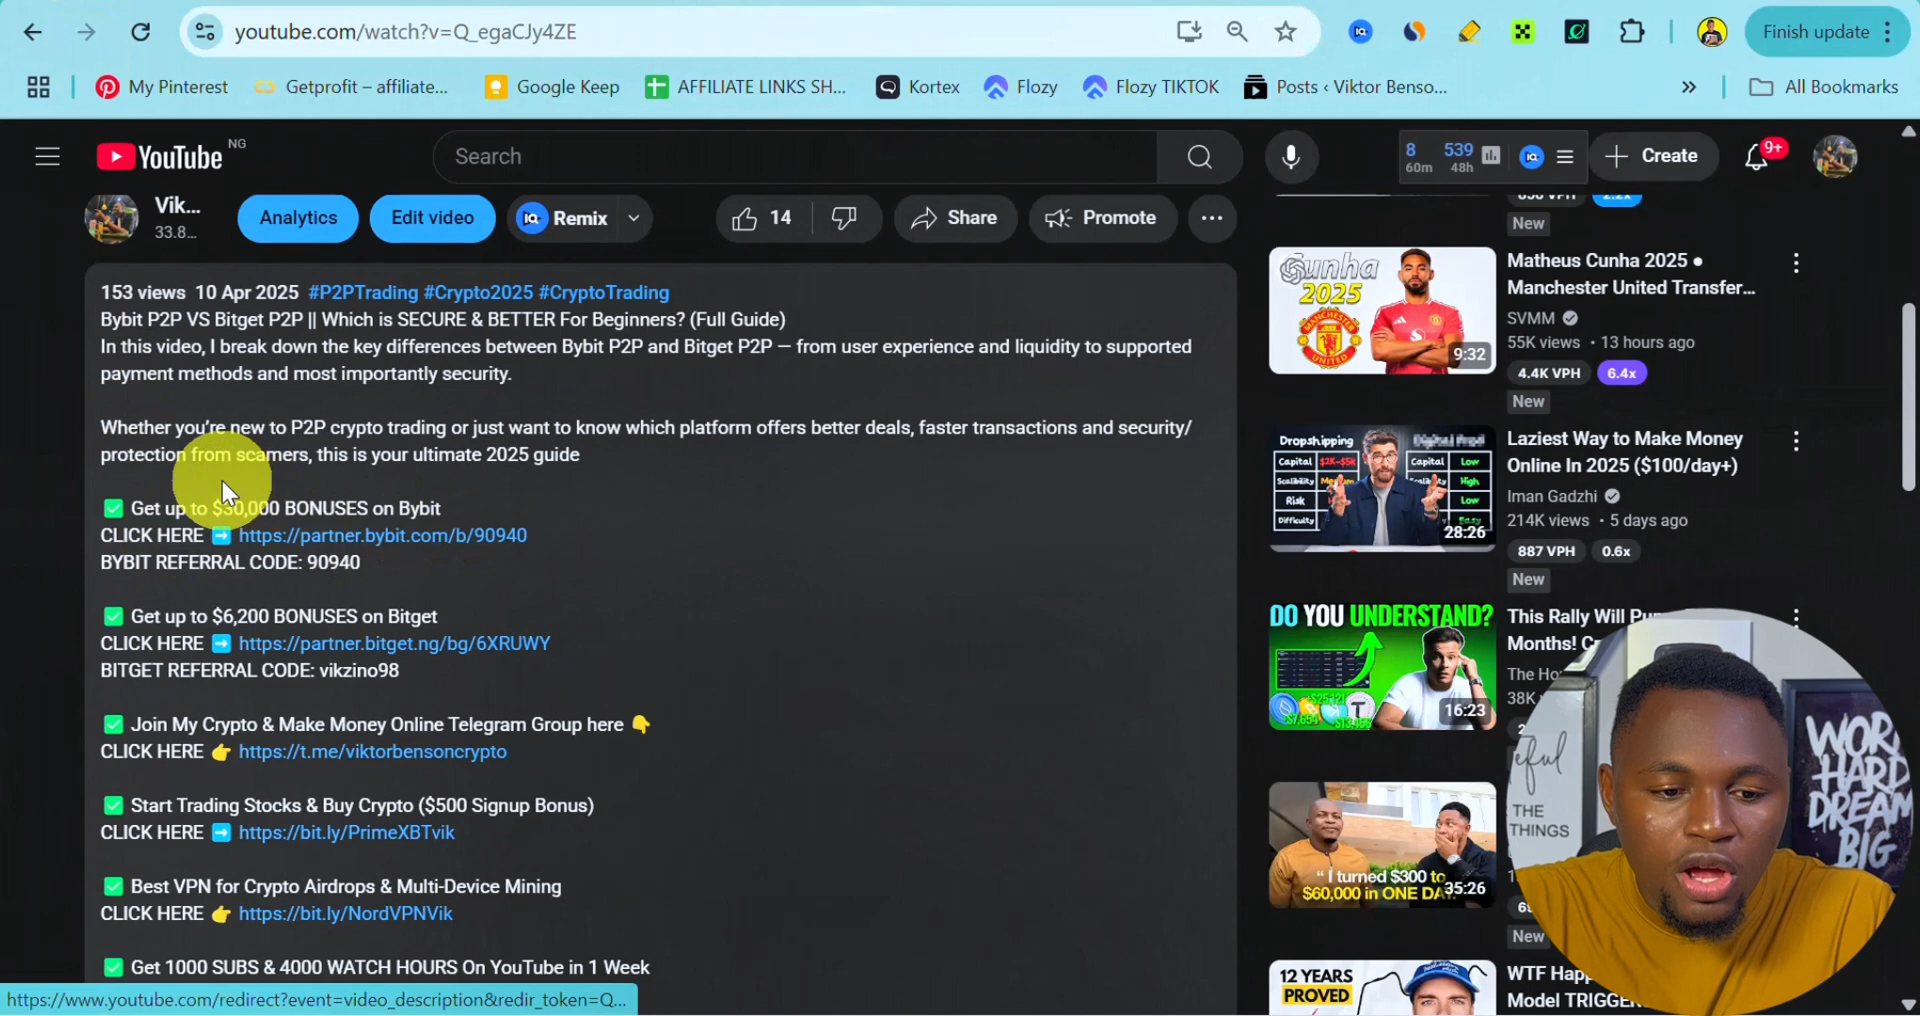 youtube.com/watch?v=Q_egaCJy4ZE
Finish update
My Pinterest
Getprofit – affiliate...
Google Keep
AFFILIATE LINKS SH...
Kortex
Flozy
Flozy TIKTOK
Posts ‹ Viktor Benso...
»
All Bookmarks
YouTube NG
Search
8 60m
539 48h
Create
9+
Vik...
33.8...
Analytics
Edit video
Remix
14
Share
Promote
153 views 10 Apr 2025 #P2PTrading #Crypto2025 #CryptoTrading
Bybit P2P VS Bitget P2P || Which is SECURE & BETTER For Beginners? (Full Guide)
In this video, I break down the key differences between Bybit P2P and Bitget P2P — from user experience and liquidity to supported
payment methods and most importantly security.
Whether you’re new to P2P crypto trading or just want to know which platform offers better deals, faster transactions and security/
protection from scamers, this is your ultimate 2025 guide
✅ Get up to $30,000 BONUSES on Bybit
CLICK HERE ➡️ https://partner.bybit.com/b/90940
BYBIT REFERRAL CODE: 90940
✅ Get up to $6,200 BONUSES on Bitget
CLICK HERE ➡️ https://partner.bitget.ng/bg/6XRUWY
BITGET REFERRAL CODE: vikzino98
✅ Join My Crypto & Make Money Online Telegram Group here 👇
CLICK HERE 👉 https://t.me/viktorbensoncrypto
✅ Start Trading Stocks & Buy Crypto ($500 Signup Bonus)
CLICK HERE ➡️ https://bit.ly/PrimeXBTvik
✅ Best VPN for Crypto Airdrops & Multi-Device Mining
CLICK HERE 👉 https://bit.ly/NordVPNVik
✅ Get 1000 SUBS & 4000 WATCH HOURS On YouTube in 1 Week
https://www.youtube.com/redirect?event=video_description&redir_token=Q...
New
Cunha
2025
MANCHESTER UNITED
9:32
Matheus Cunha 2025 ●
Manchester United Transfer...
SVMM
55K views • 13 hours ago
4.4K VPH
6.4x
New
Dropshipping
Capital $2K-$5k
Scalibility Medium
Risk
Difficulty
Capital Low
Scalibility High
Low
Easy
28:26
Laziest Way to Make Money
Online In 2025 ($100/day+)
Iman Gadzhi
214K views • 5 days ago
887 VPH
0.6x
New
DO YOU UNDERSTAND?
16:23
This Rally Will
Months!
The
38K
“ I turned $300 to
$60,000 in ONE DA
35:26
New
12 YEARS
PROVED
WTF
Model TRIGGER
THE
THINGS
WORK
HARD
DREAM
BIG